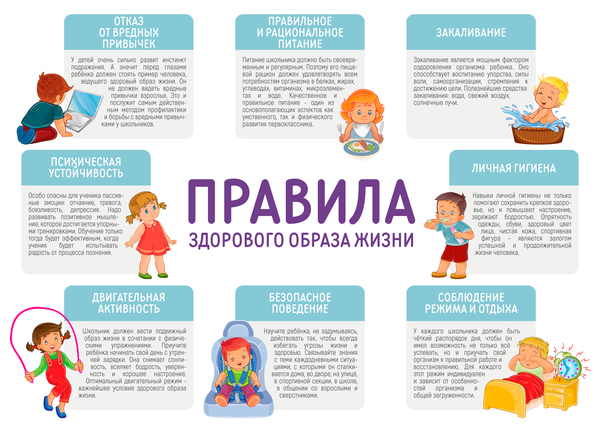 ОТКАЗ
ОТ ВРЕДНЫХ
ПРИВЫЧЕК
У детей очень сильно развит инстинкт
подражания. А значит перед глазами
ребёнка должен стоять пример человека,
ведущего здоровый образ жизни. Он
не должен видеть вредные
привычки взрослых. Это и
послужит самым действен-
ным методом профилактики
и борьбы с вредными привыч-
ками у школьников.
ПРАВИЛЬНОЕ
И РАЦИОНАЛЬНОЕ
ПИТАНИЕ
Питание школьника должно быть своевре-
менным и регулярным. Поэтому его пище-
вой рацион должен удовлетворять всем
потребностям организма в белках, жирах,
углеводах, витаминах, микроэлемен-
тах и воде. Качественное и
правильное питание - один из
основополагающих аспектов как
умственного, так и физического
развития первоклассника.
ЗАКАЛИВАНИЕ
Закаливание является мощным фактором
оздоровления организма ребенка. Оно
способствует воспитанию упорства, силы
воли, самоорганизации, стремления к
достижению цели. Полезнейшие средства
закаливания: вода, свежий воздух,
солнечные лучи.
ПСИХИЧЕСКАЯ
УСТОЙЧИВОСТЬ
Особо опасны для ученика пассив-
ные эмоции: отчаяние, тревога,
боязливость, депрессия. Надо
развивать позитивное мышле-
ние, которое достигается упорны-
ми тренировками. Обучение только
тогда будет эффективным, когда
ученик будет испытывать
радость от процесса познания.
ПРАВИЛА
ЗДОРОВОГО ОБРАЗА ЖИЗНИ
ЛИЧНАЯ ГИГИЕНА
Навыки личной гигиены не только
помогают сохранить крепкое здоро-
вье, но и повышают настроение,
заряжают бодростью. Опрятность
одежды, обуви, здоровый цвет
лица, чистая кожа, спортивная
фигура - являются залогом
успешной и продолжительной
жизни человека.
ДВИГАТЕЛЬНАЯ
АКТИВНОСТЬ
Школьник должен вести подвижный
образ жизни в сочетании с физиче-
скими упражнениями. Приучите
ребёнка начинать свой день с утрен-
ней зарядки. Она снимает сонли-
вость, вселяет бодрость, уверен-
ность и хорошее настроение.
Оптимальный двигательный режим -
важнейшее условие здорового образа
жизни.
БЕЗОПАСНОЕ
ПОВЕДЕНИЕ
Научите ребёнка, не задумываясь,
действовать так, чтобы всегда
избегать угрозы жизни и
здоровью. Связывайте знания
с теми каждодневными ситуаци-
ями, с которыми он сталки-
вается дома, во дворе, на улице,
в спортивной секции, в школе,
в общении со взрослыми и
сверстниками.
СОБЛЮДЕНИЕ
РЕЖИМА И ОТДЫХА
У каждого школьника должен быть
чёткий распорядок дня, чтобы он
имел возможность не только всё
успевать, но и приучать свой
организм к правильной работе и
восстановлению. Для каждого
этот режим индивидуален
и зависит от особенно-
стей организма и
общей загруженности.